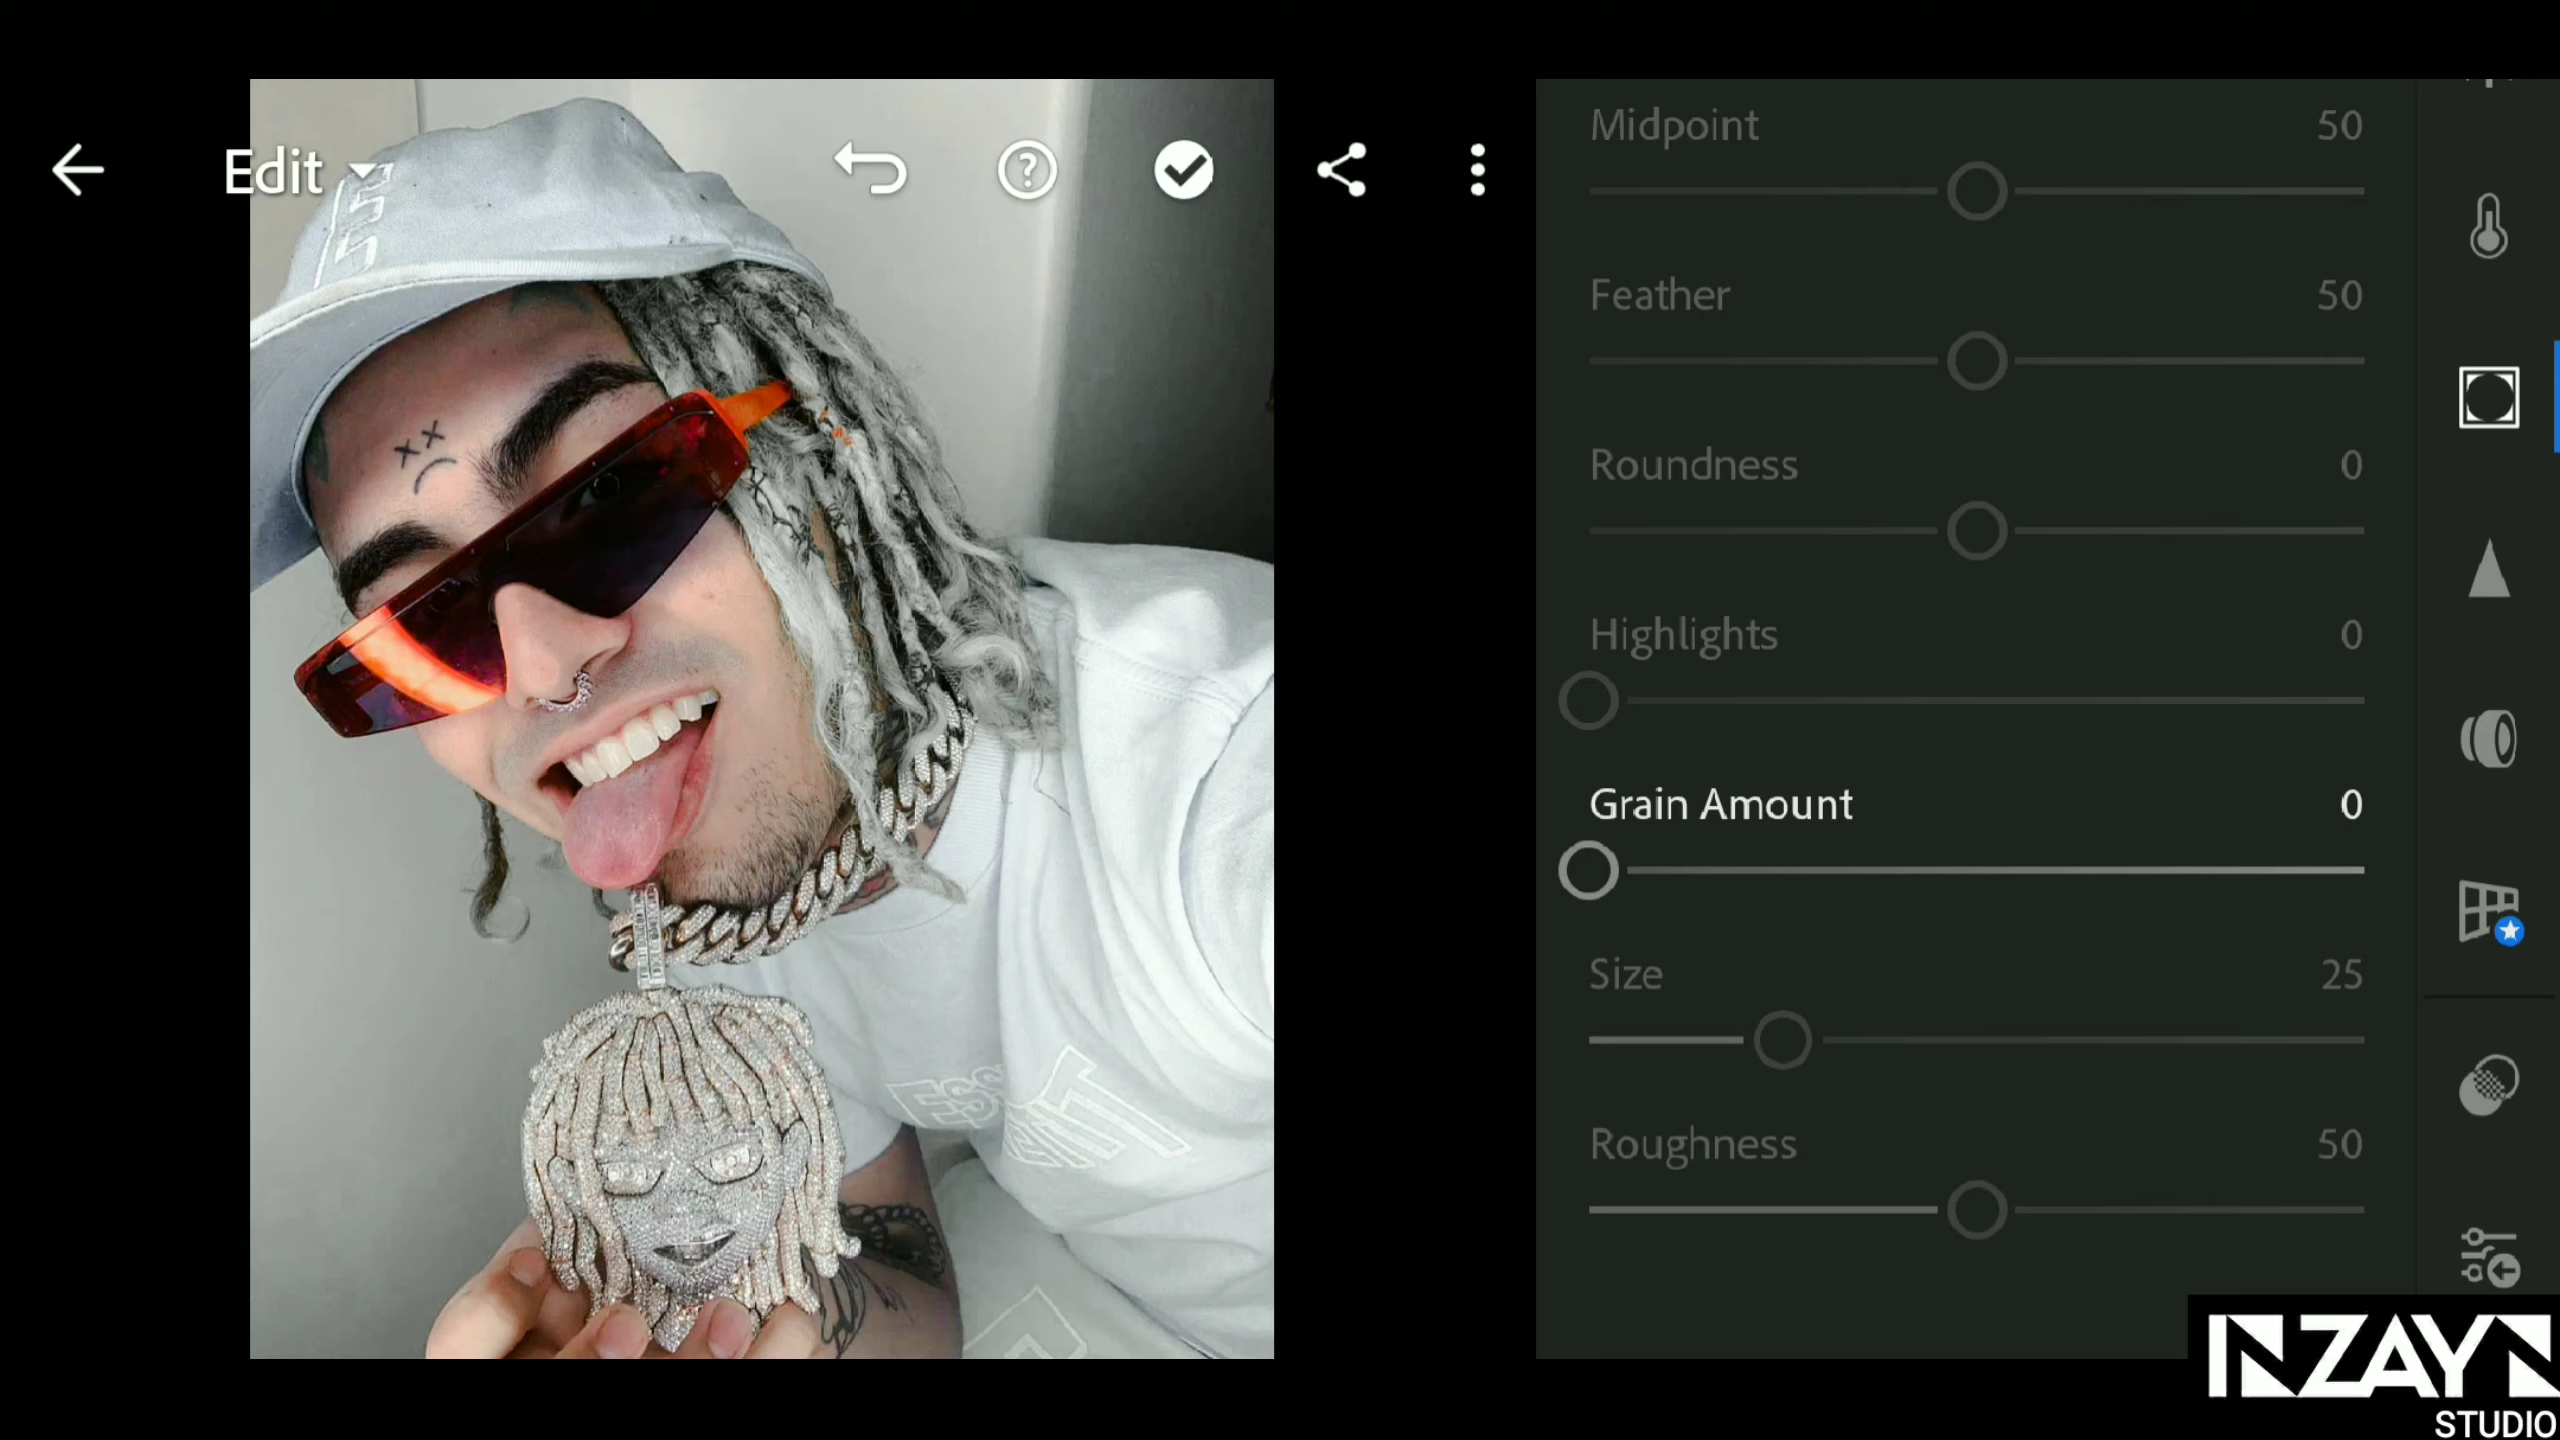 Edit
Midpoint 50
Feather 50
Roundness 0
Highlights 0
Grain Amount 0
Size 25
Roughness 50
NZAYN
STUDIO